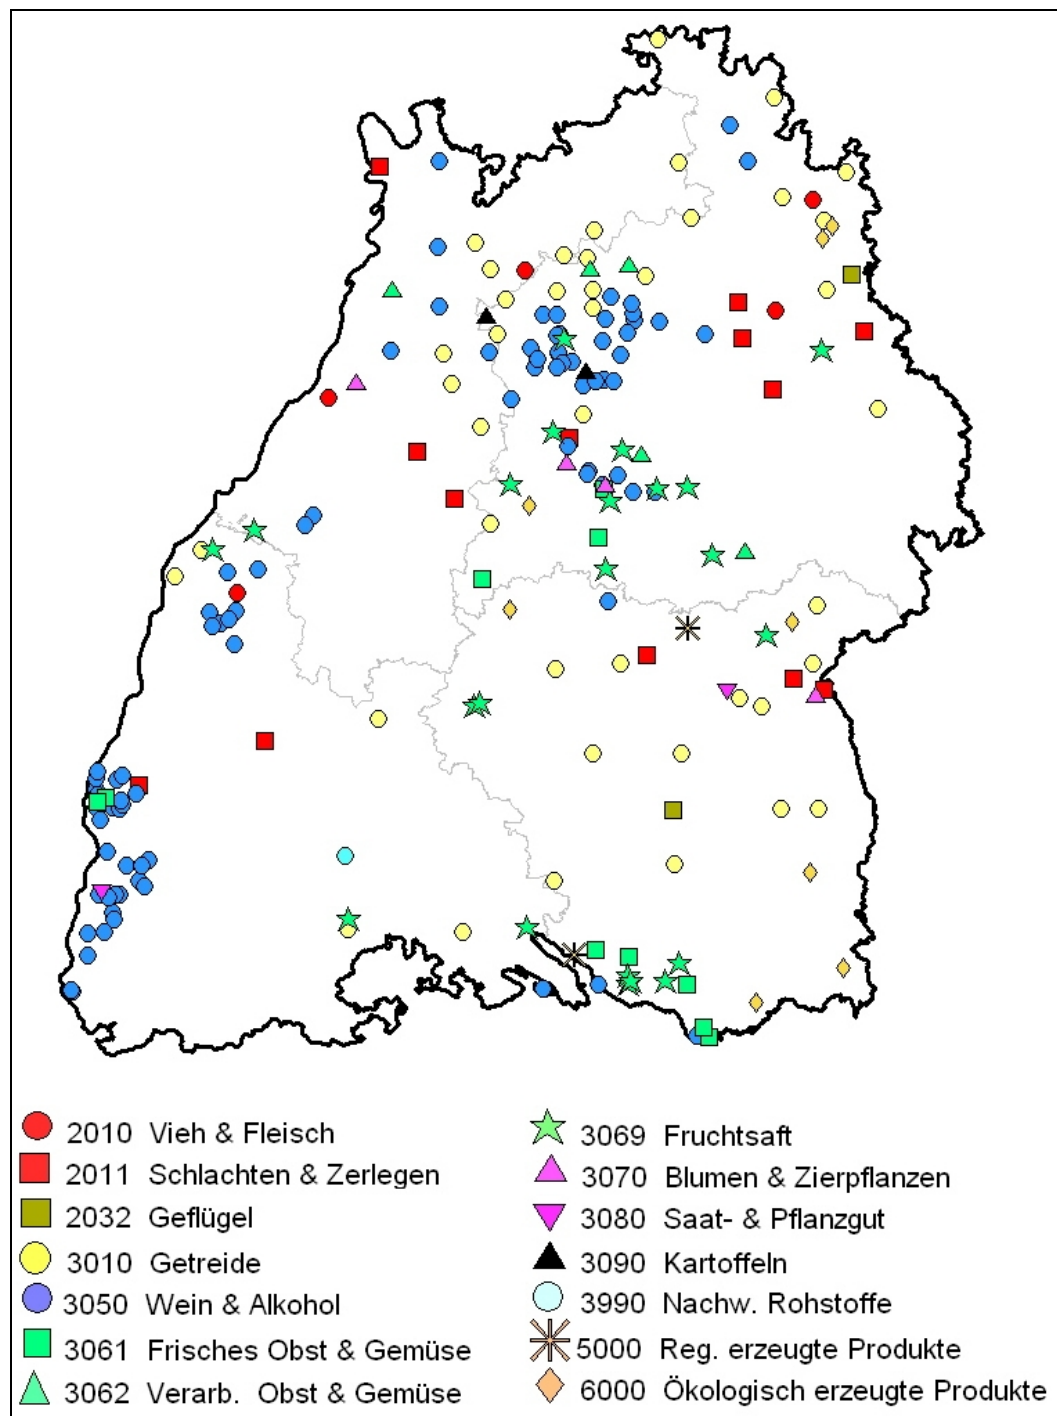 2010 Vieh & Fleisch
2011 Schlachten & Zerlegen
2032 Geflügel
3010 Getreide
3050 Wein & Alkohol
3061 Frisches Obst & Gemüse
3062 Verarb. Obst & Gemüse
3069 Fruchtsaft
3070 Blumen & Zierpflanzen
3080 Saat- & Pflanzgut
3090 Kartoffeln
3990 Nachw. Rohstoffe
5000 Reg. erzeugte Produkte
6000 Ökologisch erzeugte Produkte